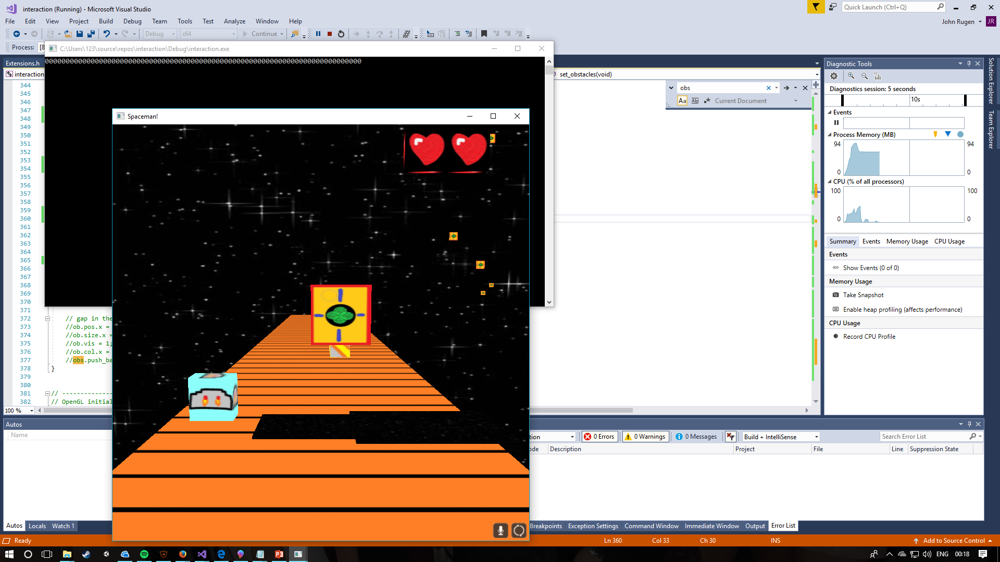 interaction (Running) - Microsoft Visual Studio
Quick Launch (Ctrl+Q)
File Edit View Project Build Debug Team Tools Test Analyze Window Help
John Rugen JR
Debug x64 Continue
Process: [8
C:\Users\123\source\repos\interaction\Debug\interaction.exe
Extensions.h
interaction
set_obstacles(void)
obs
Aa Ab Current Document
Spaceman!
344
345
346
347
348
349
350
351
352
353
354
355
356
357
358
359
360
361
362
363
364
365
366
367
368
369
370
371
372 // gap in the
373 //ob.pos.x =
374 //ob.size.x =
375 //ob.vis = 1;
376 //ob.col.x =
377 //obs.push_ba
378 }
379
380
381 // ---------------
382 // OpenGL initial
100 %
Diagnostic Tools
Diagnostics session: 5 seconds
10s
Events
Process Memory (MB)
94 94
0 0
CPU (% of all processors)
100 100
0 0
Summary Events Memory Usage CPU Usage
Events
Show Events (0 of 0)
Memory Usage
Take Snapshot
Enable heap profiling (affects performance)
CPU Usage
Record CPU Profile
Solution Explorer
Team Explorer
Autos
Name
Autos Locals Watch 1
tion 0 Errors 0 Warnings 0 Messages Build + IntelliSense Search Error List
ode Description Project File Line Suppression State
Breakpoints Exception Settings Command Window Immediate Window Output Error List
Ready Ln 360 Col 33 Ch 30 INS Add to Source Control
ENG 00:18